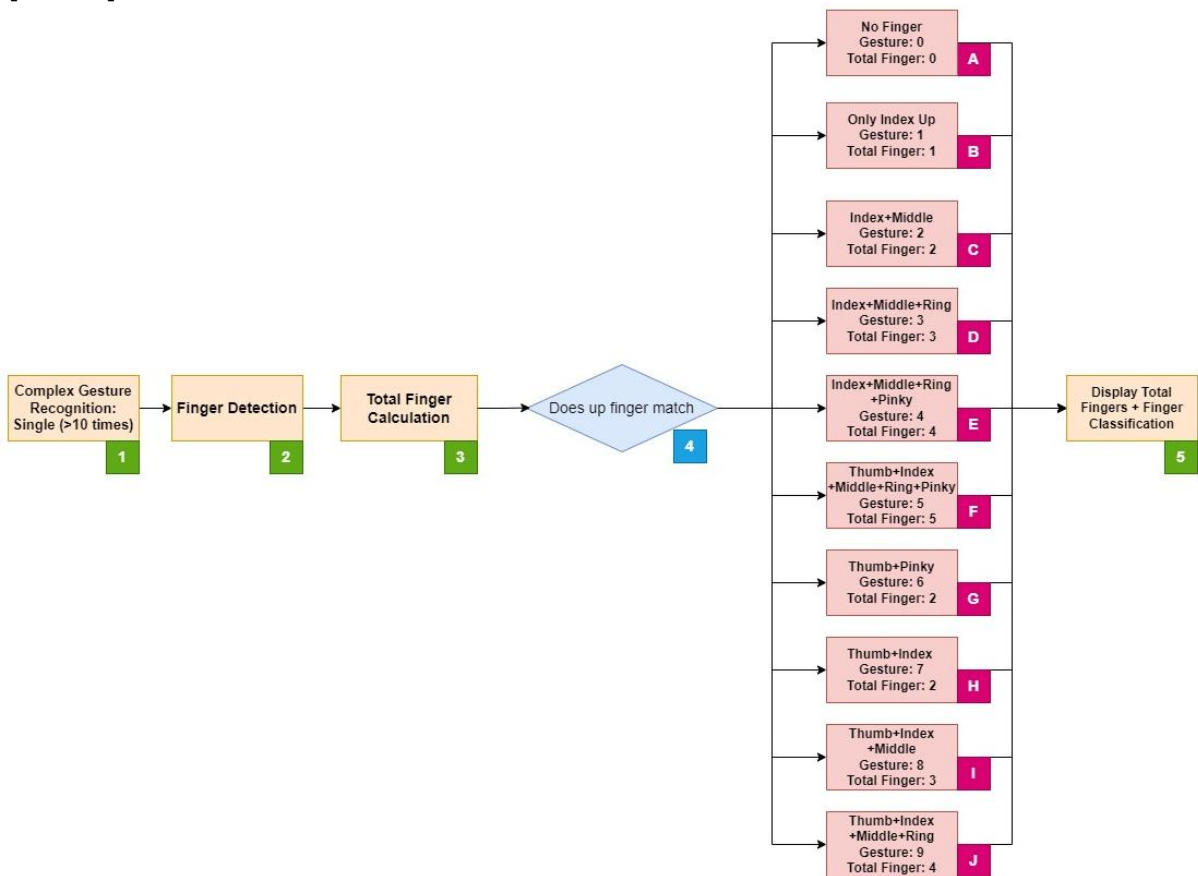 No Finger
Gesture: 0
Total Finger: 0
A
Only Index Up
Gesture: 1
Total Finger: 1
B
Index+Middle
Gesture: 2
Total Finger: 2
C
Index+Middle+Ring
Gesture: 3
Total Finger: 3
D
Complex Gesture
Recognition:
Single (>10 times)
1
Finger Detection
2
Total Finger
Calculation
3
Does up finger match
4
Index+Middle+Ring
+Pinky
Gesture: 4
Total Finger: 4
E
Display Total
Fingers + Finger
Classification
5
Thumb+Index
+Middle+Ring+Pinky
Gesture: 5
Total Finger: 5
F
Thumb+Pinky
Gesture: 6
Total Finger: 2
G
Thumb+Index
Gesture: 7
Total Finger: 2
H
Thumb+Index
+Middle
Gesture: 8
Total Finger: 3
I
Thumb+Index
+Middle+Ring
Gesture: 9
Total Finger: 4
J